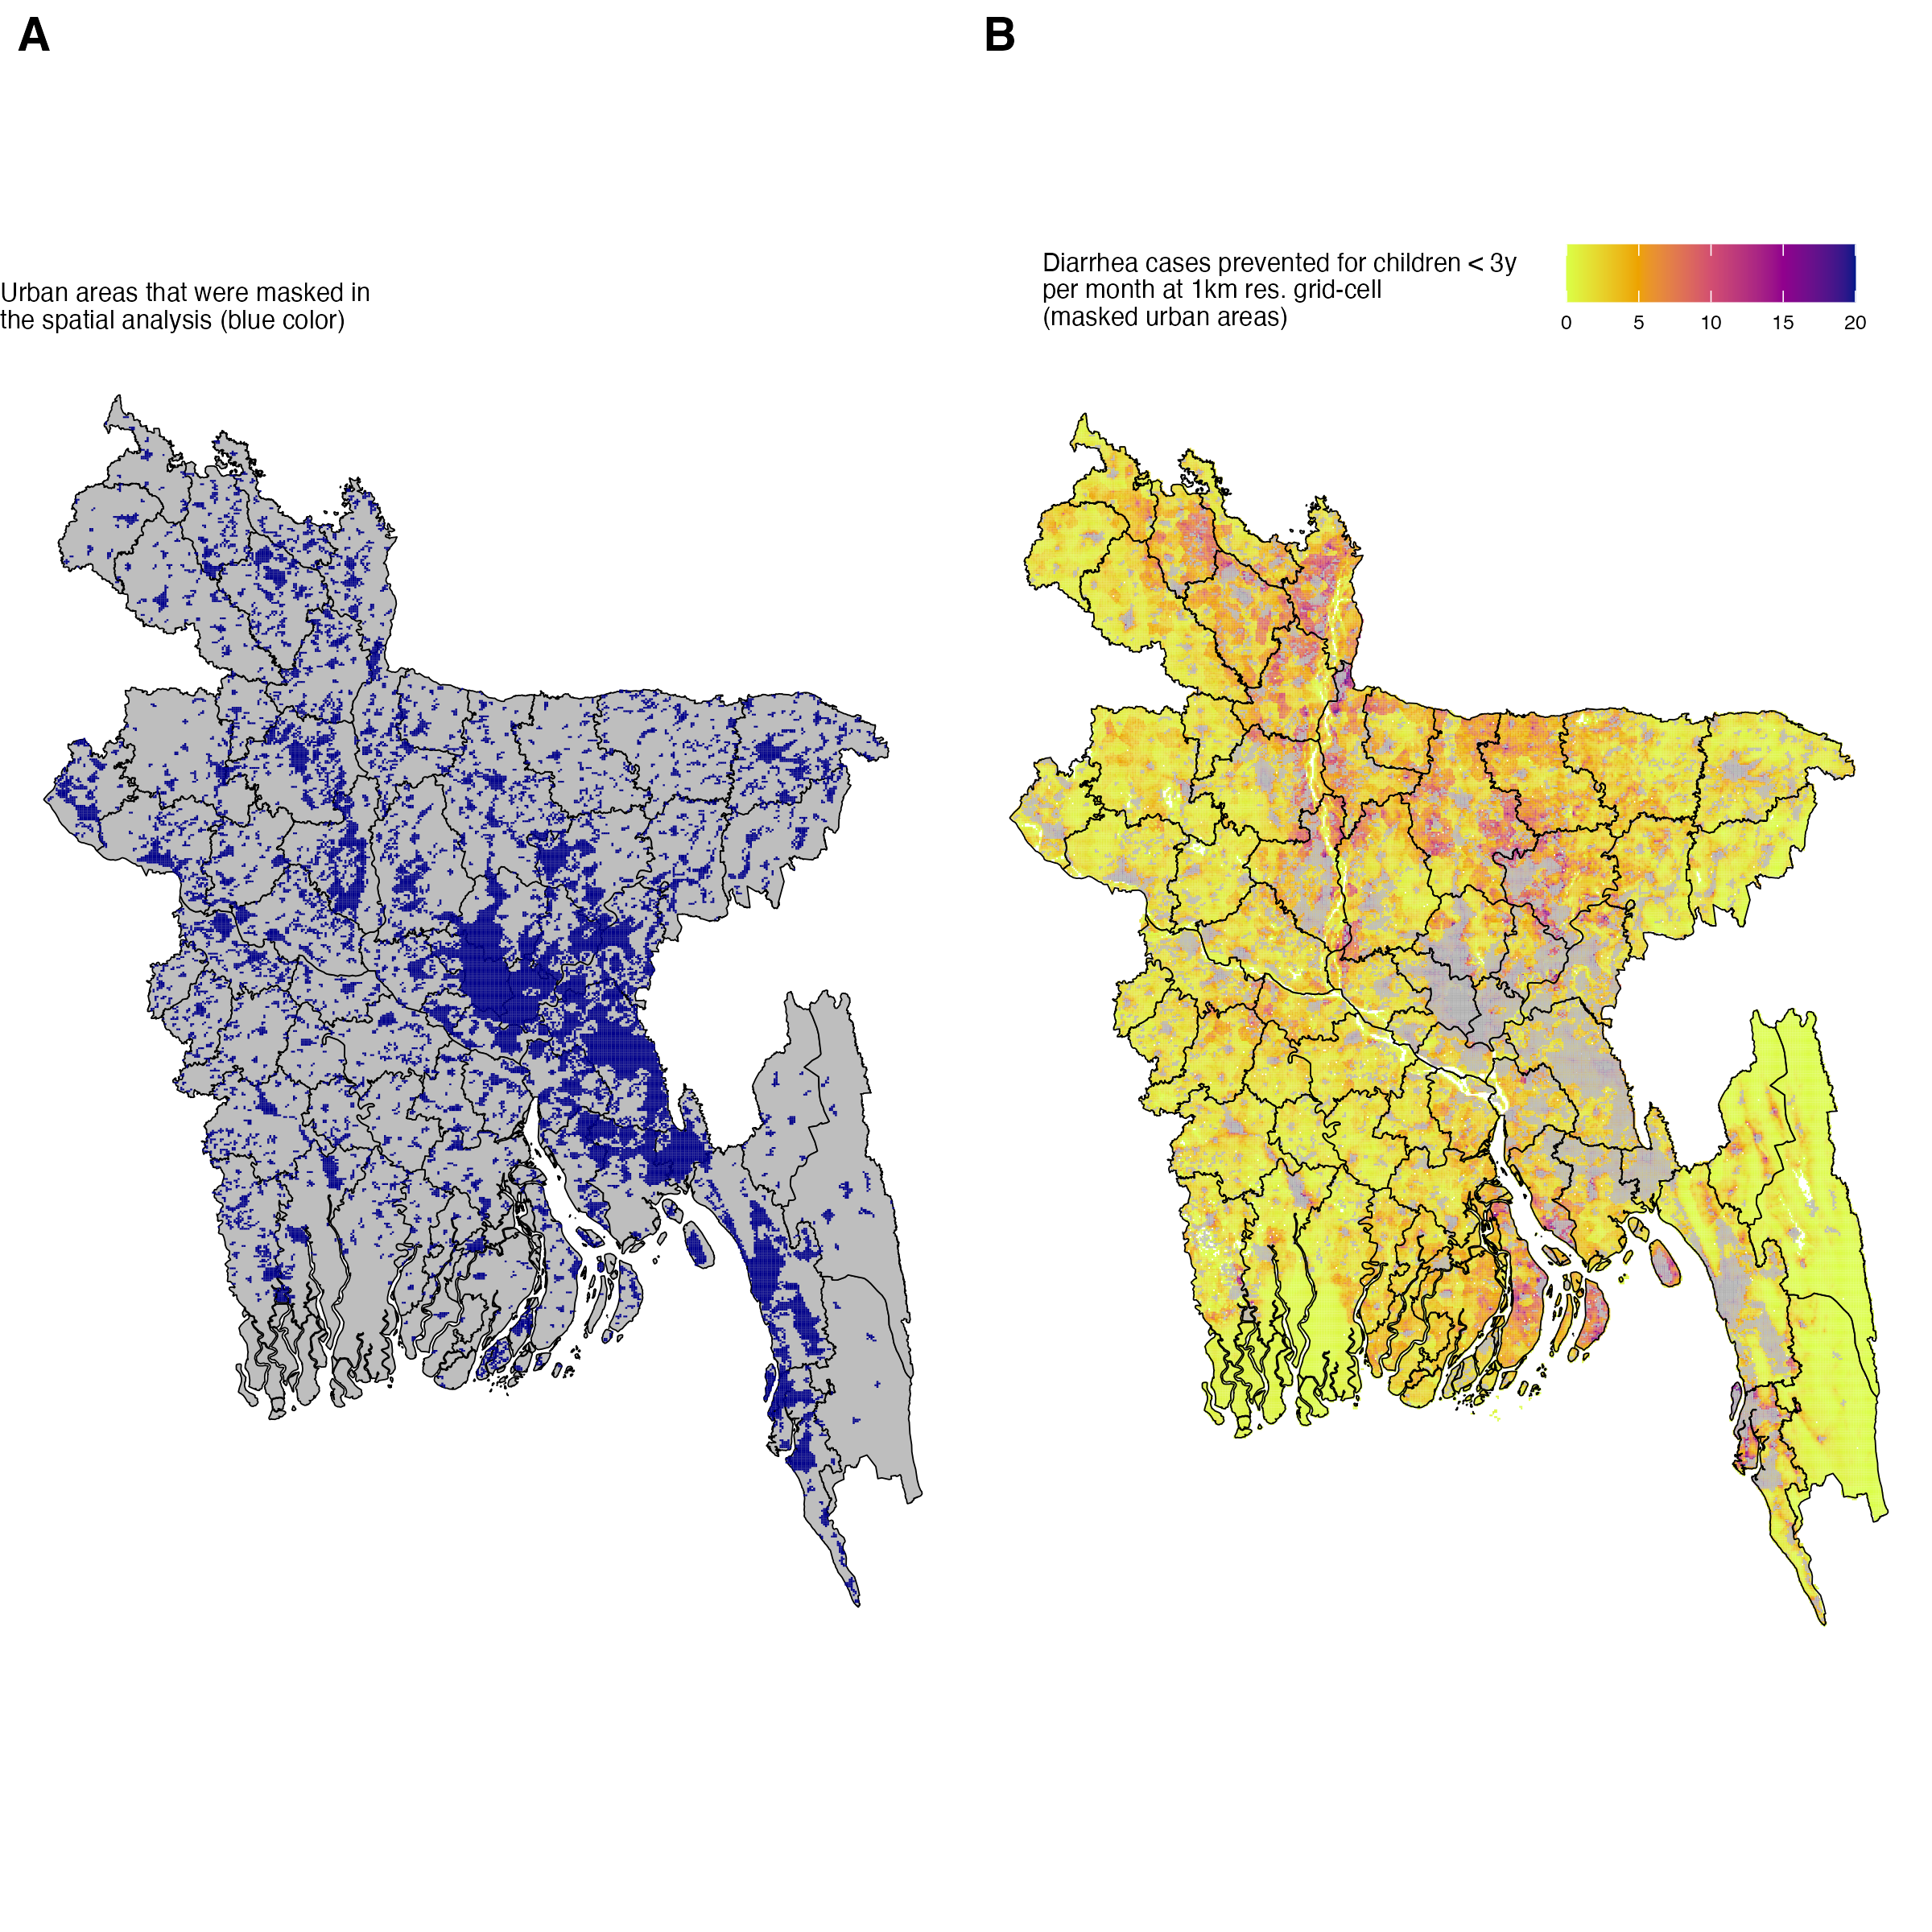 A
B
Urban areas that were masked in
the spatial analysis (blue color)
Diarrhea cases prevented for children < 3y
per month at 1km res. grid-cell
(masked urban areas)
0 5 10 15 20